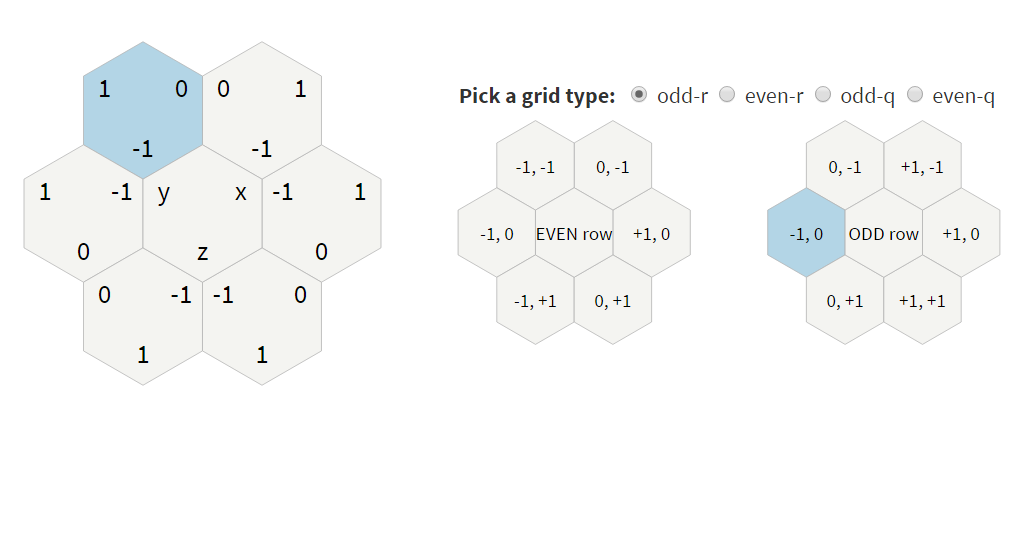 1 0 0 1
-1 -1
Pick a grid type: odd-r even-r odd-q even-q
1 -1 y x -1 1
0 z 0
0 -1 -1 0
1 1
-1, -1 0, -1
-1, 0 EVEN row +1, 0
-1, +1 0, +1
0, -1 +1, -1
-1, 0 ODD row +1, 0
0, +1 +1, +1